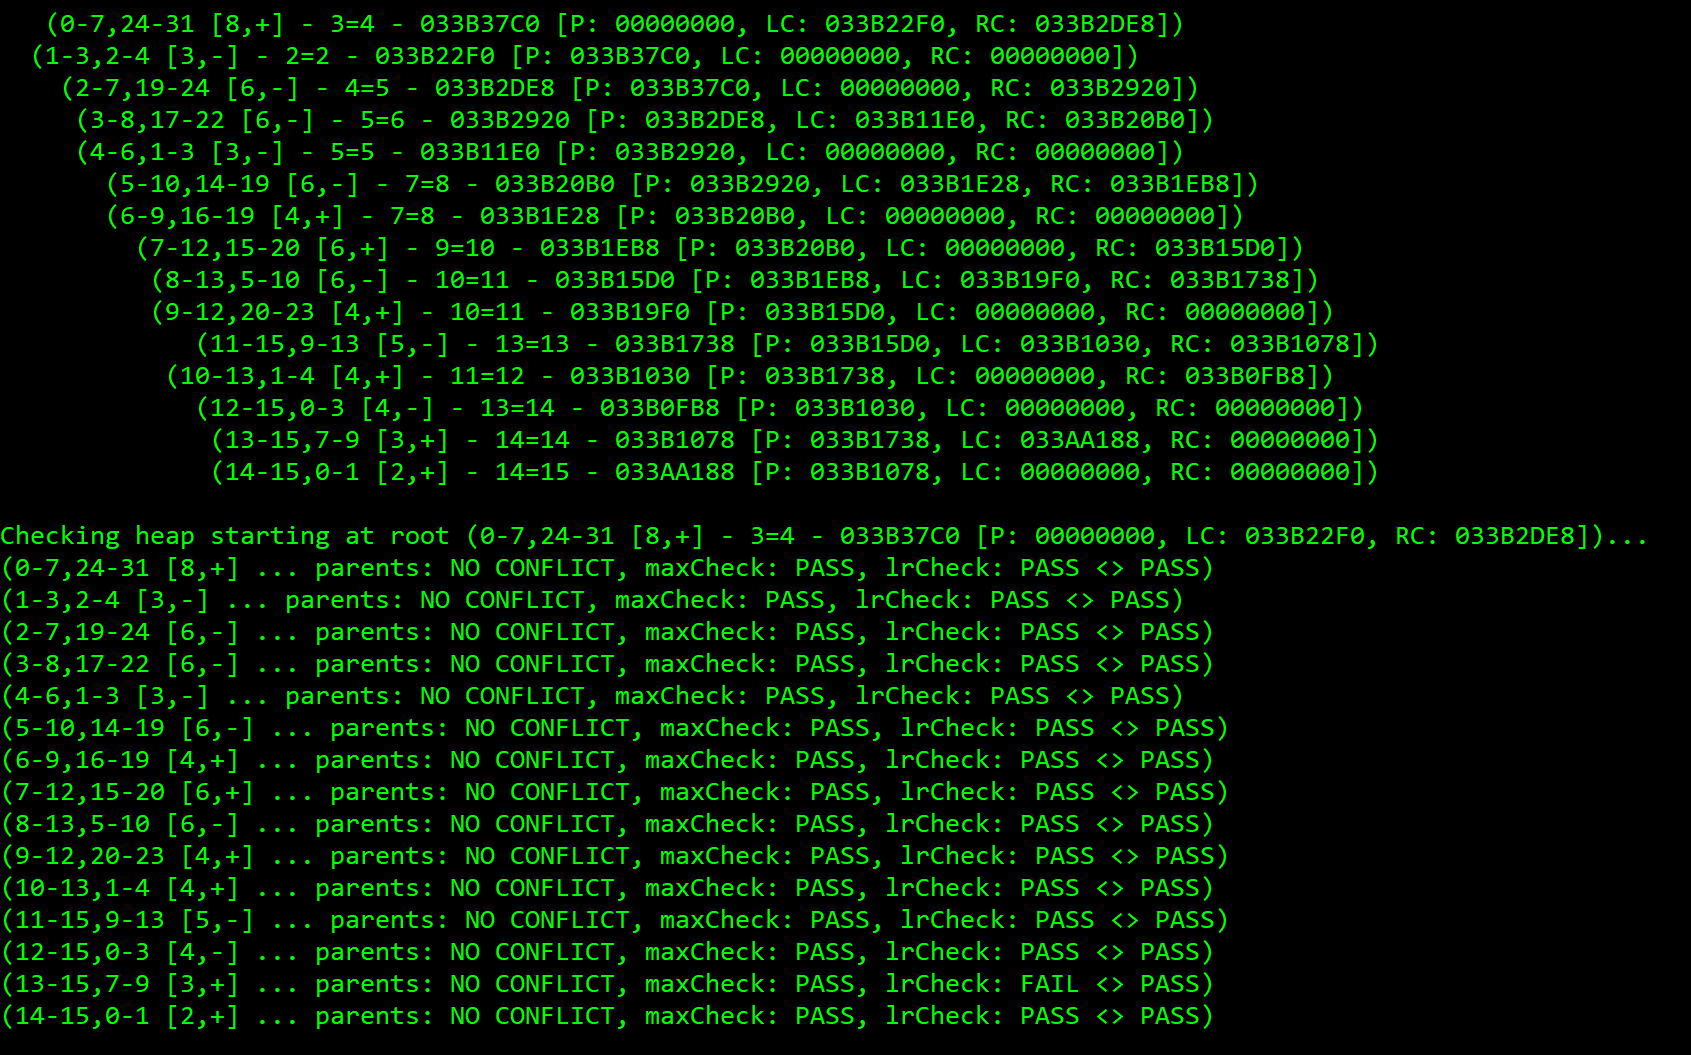 (0-7,24-31 [8,+] - 3=4 - 033B37C0 [P: 00000000, LC: 033B22F0, RC: 033B2DE8])
(1-3,2-4 [3,-] - 2=2 - 033B22F0 [P: 033B37C0, LC: 00000000, RC: 00000000])
(2-7,19-24 [6,-] - 4=5 - 033B2DE8 [P: 033B37C0, LC: 00000000, RC: 033B2920])
(3-8,17-22 [6,-] - 5=6 - 033B2920 [P: 033B2DE8, LC: 033B11E0, RC: 033B20B0])
(4-6,1-3 [3,-] - 5=5 - 033B11E0 [P: 033B2920, LC: 00000000, RC: 00000000])
(5-10,14-19 [6,-] - 7=8 - 033B20B0 [P: 033B2920, LC: 033B1E28, RC: 033B1EB8])
(6-9,16-19 [4,+] - 7=8 - 033B1E28 [P: 033B20B0, LC: 00000000, RC: 00000000])
(7-12,15-20 [6,+] - 9=10 - 033B1EB8 [P: 033B20B0, LC: 00000000, RC: 033B15D0])
(8-13,5-10 [6,-] - 10=11 - 033B15D0 [P: 033B1EB8, LC: 033B19F0, RC: 033B1738])
(9-12,20-23 [4,+] - 10=11 - 033B19F0 [P: 033B15D0, LC: 00000000, RC: 00000000])
(11-15,9-13 [5,-] - 13=13 - 033B1738 [P: 033B15D0, LC: 033B1030, RC: 033B1078])
(10-13,1-4 [4,+] - 11=12 - 033B1030 [P: 033B1738, LC: 00000000, RC: 033B0FB8])
(12-15,0-3 [4,-] - 13=14 - 033B0FB8 [P: 033B1030, LC: 00000000, RC: 00000000])
(13-15,7-9 [3,+] - 14=14 - 033B1078 [P: 033B1738, LC: 033AA188, RC: 00000000])
(14-15,0-1 [2,+] - 14=15 - 033AA188 [P: 033B1078, LC: 00000000, RC: 00000000])
Checking heap starting at root (0-7,24-31 [8,+] - 3=4 - 033B37C0 [P: 00000000, LC: 033B22F0, RC: 033B2DE8])...
(0-7,24-31 [8,+] ... parents: NO CONFLICT, maxCheck: PASS, lrCheck: PASS <> PASS)
(1-3,2-4 [3,-] ... parents: NO CONFLICT, maxCheck: PASS, lrCheck: PASS <> PASS)
(2-7,19-24 [6,-] ... parents: NO CONFLICT, maxCheck: PASS, lrCheck: PASS <> PASS)
(3-8,17-22 [6,-] ... parents: NO CONFLICT, maxCheck: PASS, lrCheck: PASS <> PASS)
(4-6,1-3 [3,-] ... parents: NO CONFLICT, maxCheck: PASS, lrCheck: PASS <> PASS)
(5-10,14-19 [6,-] ... parents: NO CONFLICT, maxCheck: PASS, lrCheck: PASS <> PASS)
(6-9,16-19 [4,+] ... parents: NO CONFLICT, maxCheck: PASS, lrCheck: PASS <> PASS)
(7-12,15-20 [6,+] ... parents: NO CONFLICT, maxCheck: PASS, lrCheck: PASS <> PASS)
(8-13,5-10 [6,-] ... parents: NO CONFLICT, maxCheck: PASS, lrCheck: PASS <> PASS)
(9-12,20-23 [4,+] ... parents: NO CONFLICT, maxCheck: PASS, lrCheck: PASS <> PASS)
(10-13,1-4 [4,+] ... parents: NO CONFLICT, maxCheck: PASS, lrCheck: PASS <> PASS)
(11-15,9-13 [5,-] ... parents: NO CONFLICT, maxCheck: PASS, lrCheck: PASS <> PASS)
(12-15,0-3 [4,-] ... parents: NO CONFLICT, maxCheck: PASS, lrCheck: PASS <> PASS)
(13-15,7-9 [3,+] ... parents: NO CONFLICT, maxCheck: PASS, lrCheck: FAIL <> PASS)
(14-15,0-1 [2,+] ... parents: NO CONFLICT, maxCheck: PASS, lrCheck: PASS <> PASS)